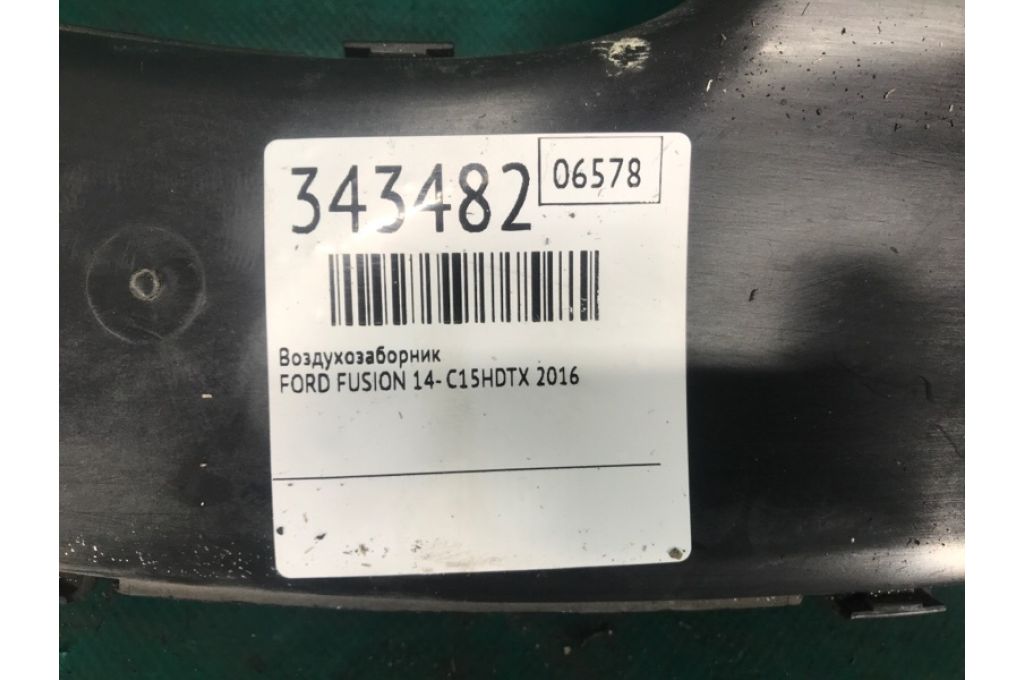 343482
06578
Воздухозаборник
FORD FUSION 14- C15HDTX 2016